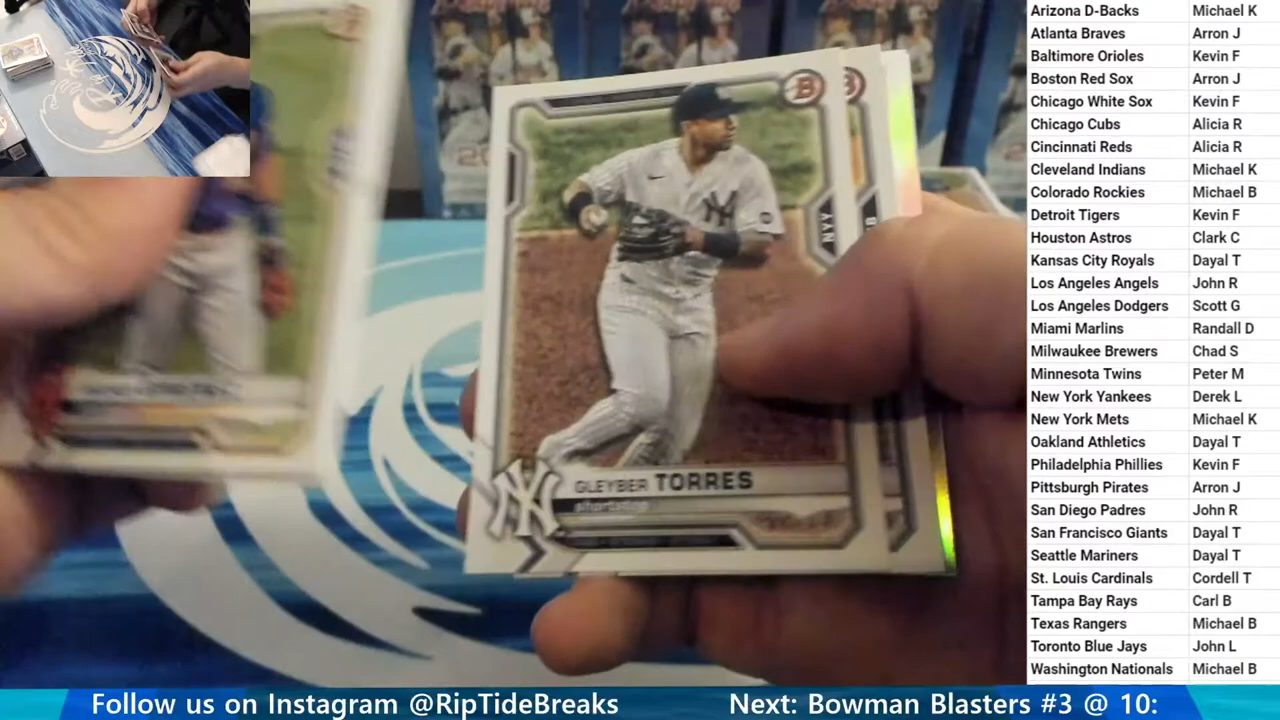 B
NYY
NY
GLEYBER TORRES
shortstop
NY
Arizona D-Backs Michael K
Atlanta Braves Arron J
Baltimore Orioles Kevin F
Boston Red Sox Arron J
Chicago White Sox Kevin F
Chicago Cubs Alicia R
Cincinnati Reds Alicia R
Cleveland Indians Michael K
Colorado Rockies Michael B
Detroit Tigers Kevin F
Houston Astros Clark C
Kansas City Royals Dayal T
Los Angeles Angels John R
Los Angeles Dodgers Scott G
Miami Marlins Randall D
Milwaukee Brewers Chad S
Minnesota Twins Peter M
New York Yankees Derek L
New York Mets Michael K
Oakland Athletics Dayal T
Philadelphia Phillies Kevin F
Pittsburgh Pirates Arron J
San Diego Padres John R
San Francisco Giants Dayal T
Seattle Mariners Dayal T
St. Louis Cardinals Cordell T
Tampa Bay Rays Carl B
Texas Rangers Michael B
Toronto Blue Jays John L
Washington Nationals Michael B
Follow us on Instagram @RipTideBreaks
Next: Bowman Blasters #3 @ 10: